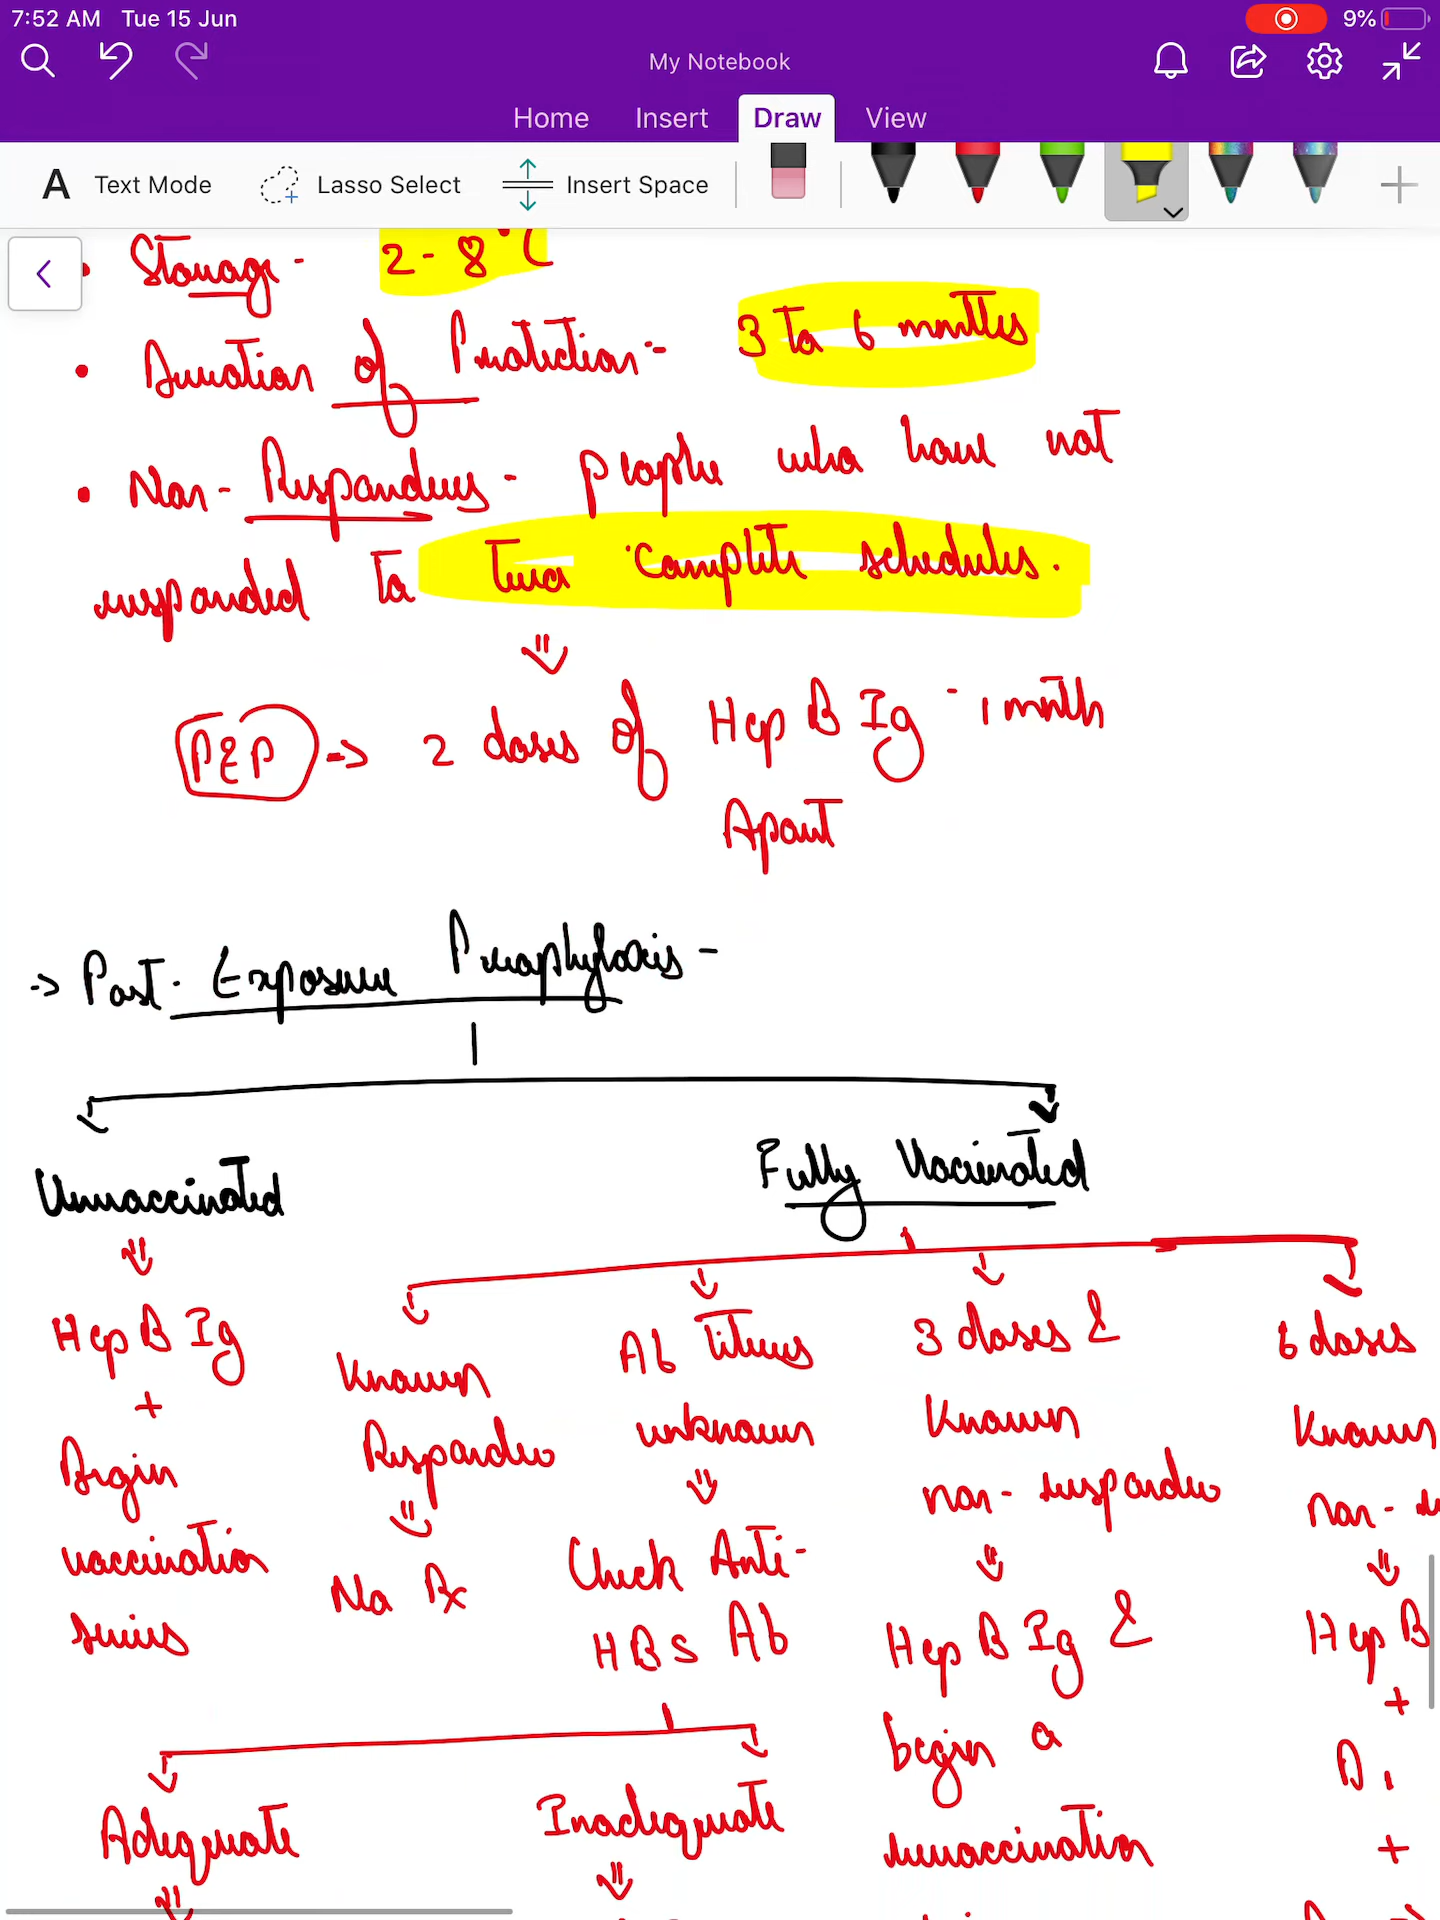 7:52 AM Tue 15 Jun
9%
My Notebook
Home Insert Draw View
A Text Mode Lasso Select Insert Space
• Storage - 2 - 8°C
• Duration of Protection - 3 to 6 months
• Non - Responders - people who have not
responded to two complete schedules.
PEP => 2 doses of Hep B Ig - 1 month
Apart
-> Post - Exposure Prophylaxis -
Unvaccinated
Hep B Ig
+
Begin
vaccination
series
Fully Vaccinated
Known
Responder
No Rx
Ab titres
unknown
Check Anti-
HBs Ab
Adequate
Inadequate
3 doses &
Known
non - responder
Hep B Ig &
begin a
revaccination
6 doses
Known
non -
Hep B
+
+